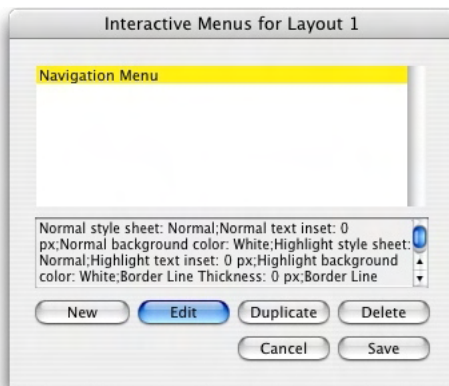 Interactive Menus for Layout 1
Navigation Menu
Normal style sheet: Normal;Normal text inset: 0
px;Normal background color: White;Highlight style sheet:
Normal;Highlight text inset: 0 px;Highlight background
color: White;Border Line Thickness: 0 px;Border Line
New Edit Duplicate Delete
Cancel Save